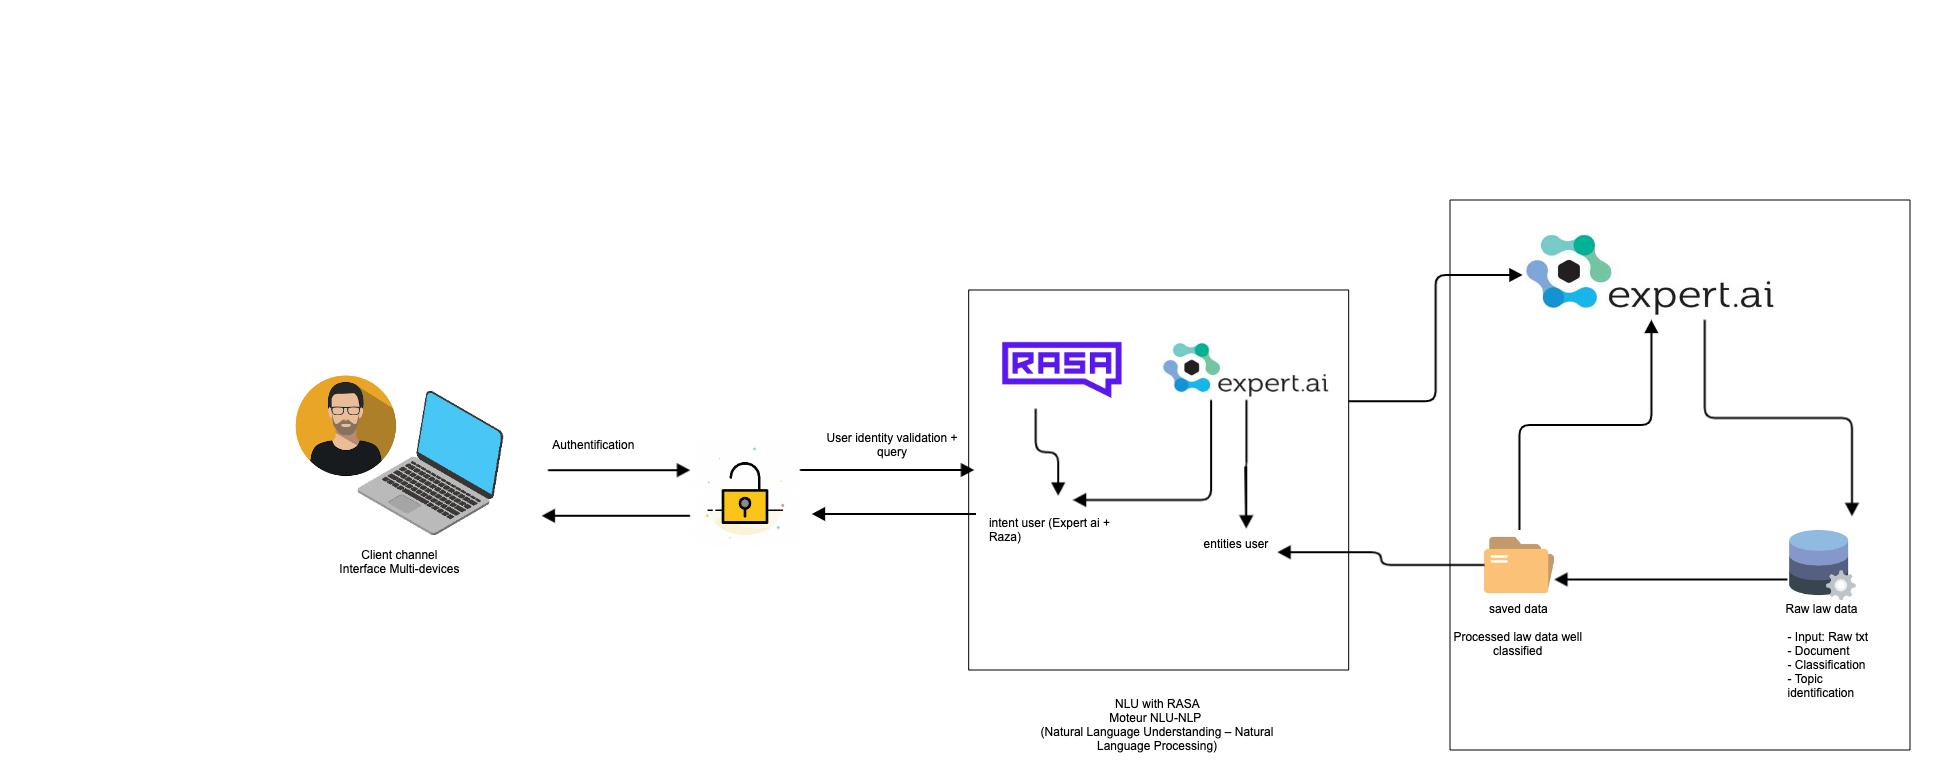 Client channel
Interface Multi-devices
Authentification
User identity validation +
query
RASA
expert.ai
intent user (Expert ai +
Raza)
entities user
NLU with RASA
Moteur NLU-NLP
(Natural Language Understanding – Natural
Language Processing)
expert.ai
saved data
Processed law data well
classified
Raw law data
- Input: Raw txt
- Document
- Classification
- Topic
identification